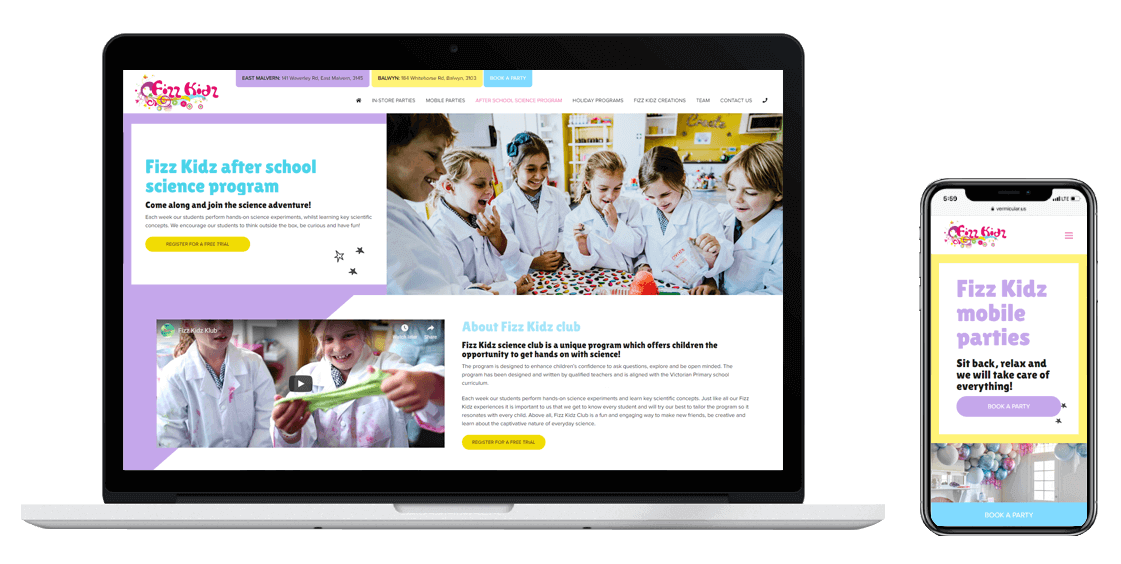 EAST MALVERN: 141 Waverley Rd, East Malvern, 3145
BALWYN: 184 Whitehorse Rd, Balwyn, 3103
BOOK A PARTY
Fizz Kidz
IN-STORE PARTIES
MOBILE PARTIES
AFTER SCHOOL SCIENCE PROGRAM
HOLIDAY PROGRAMS
FIZZ KIDZ CREATIONS
TEAM
CONTACT US
Fizz Kidz after school
science program
Come along and join the science adventure!
Each week our students perform hands-on science experiments, whilst learning key scientific
concepts. We encourage our students to think outside the box, be curious and have fun!
REGISTER FOR A FREE TRIAL
Create
Fizz Kidz Klub
Watch later
Share
About Fizz Kidz club
Fizz Kidz science club is a unique program which offers children the
opportunity to get hands on with science!
The program is designed to enhance children's confidence to ask questions, explore and be open minded. The
program has been designed and written by qualified teachers and is aligned with the Victorian Primary school
curriculum.
Each week our students perform hands-on science experiments and learn key scientific concepts. Just like all our Fizz
Kidz experiences it is important to us that we get to know every student and will try our best to tailor the program so it
resonates with every child. Above all, Fizz Kidz Club is a fun and engaging way to make new friends, be creative and
learn about the captivative nature of everyday science.
REGISTER FOR A FREE TRIAL
LTE
vermicular.us
Fizz Kidz
Fizz Kidz
mobile
parties
Sit back, relax and
we will take care of
everything!
BOOK A PARTY
BOOK A PARTY